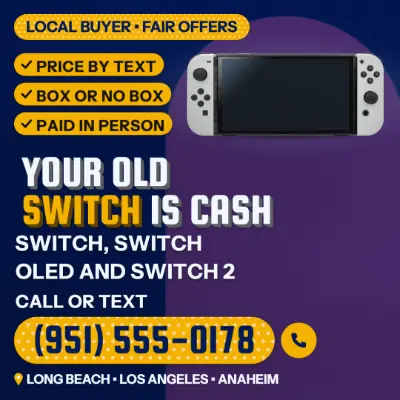 LOCAL BUYER • FAIR OFFERS
PRICE BY TEXT
BOX OR NO BOX
PAID IN PERSON
YOUR OLD
SWITCH IS CASH
SWITCH, SWITCH
OLED AND SWITCH 2
CALL OR TEXT
(951) 555-0178
LONG BEACH • LOS ANGELES • ANAHEIM